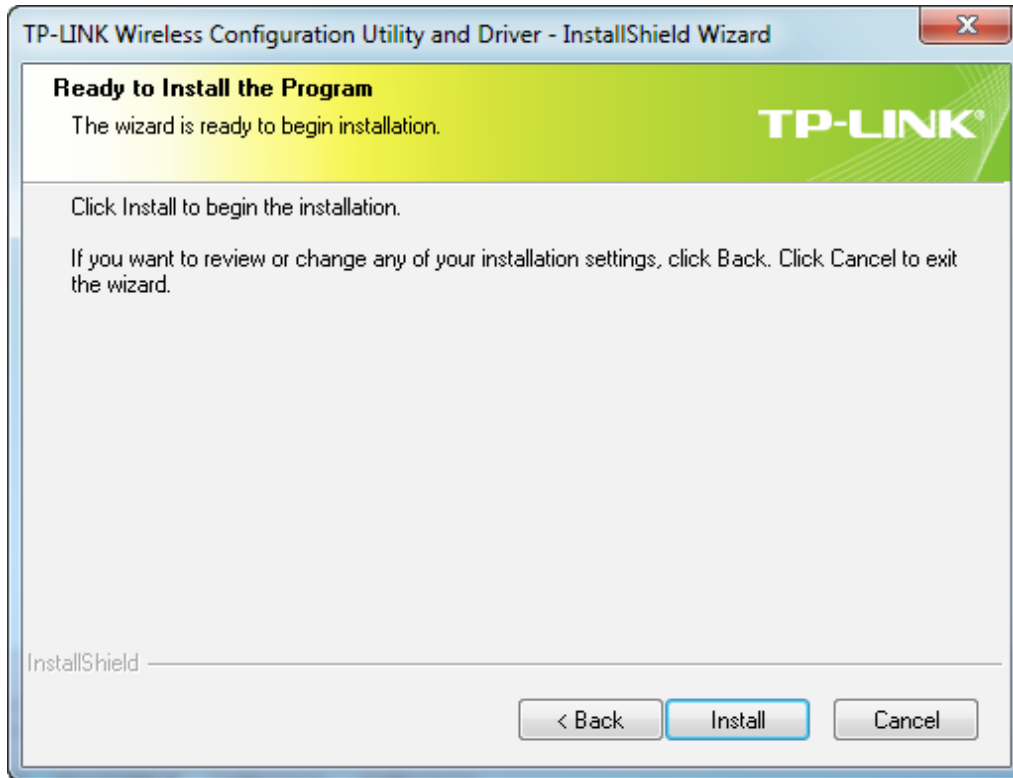 TP-LINK Wireless Configuration Utility and Driver - InstallShield Wizard
Ready to Install the Program
The wizard is ready to begin installation.
TP-LINK®
Click Install to begin the installation.
If you want to review or change any of your installation settings, click Back. Click Cancel to exit
the wizard.
InstallShield
< Back
Install
Cancel